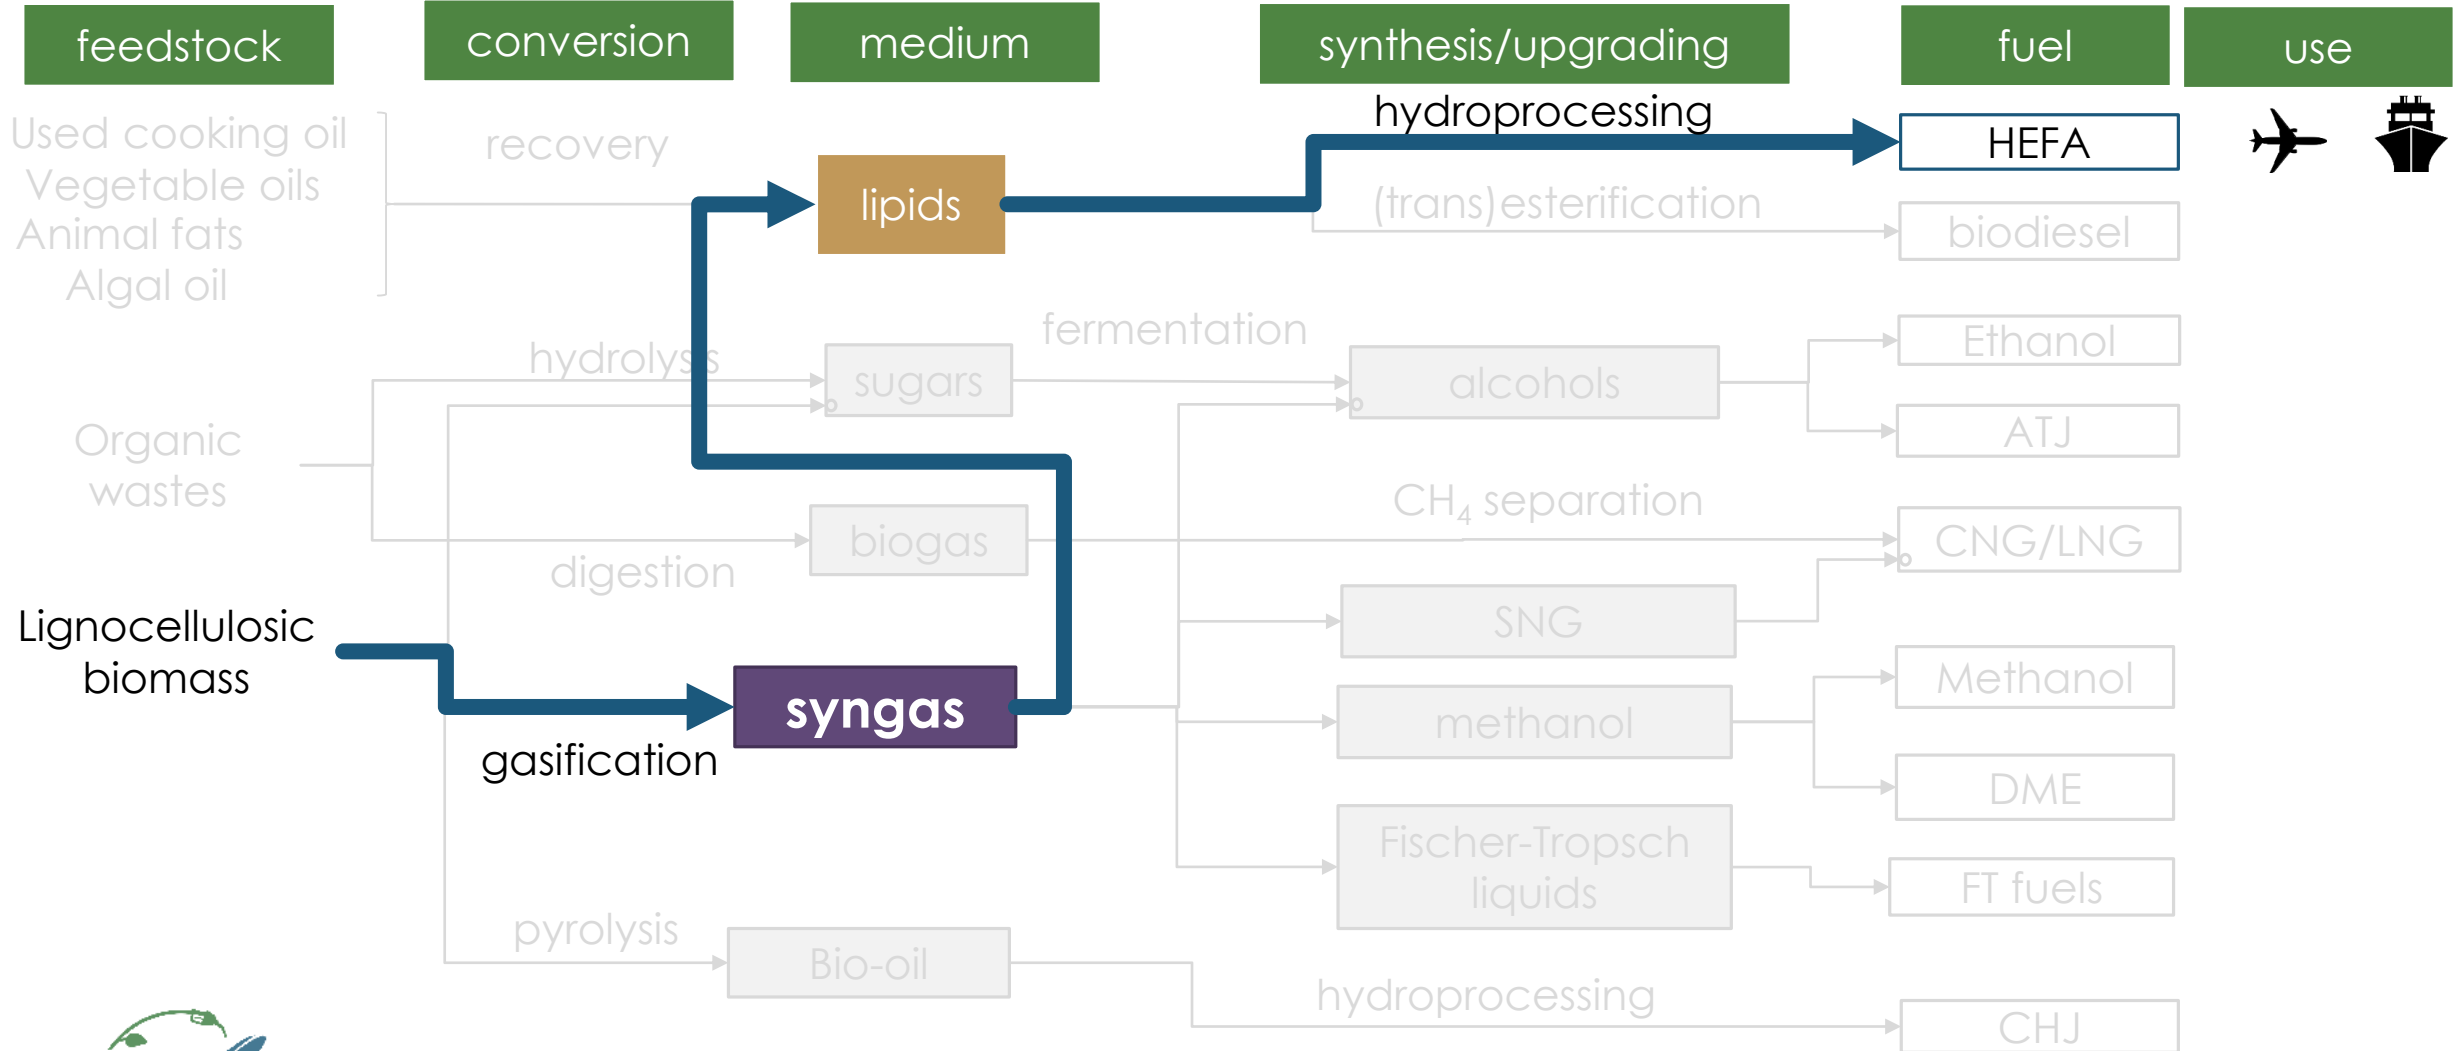 feedstock
conversion
medium
synthesis/upgrading
fuel
use
Used cooking oil
Vegetable oils
Animal fats
Algal oil
recovery
lipids
hydroprocessing
HEFA
(trans)esterification
biodiesel
Organic
wastes
hydrolysis
sugars
fermentation
alcohols
Ethanol
ATJ
digestion
biogas
CH₄ separation
CNG/LNG
SNG
Lignocellulosic
biomass
gasification
syngas
methanol
Methanol
DME
Fischer-Tropsch
liquids
FT fuels
pyrolysis
Bio-oil
hydroprocessing
CHJ